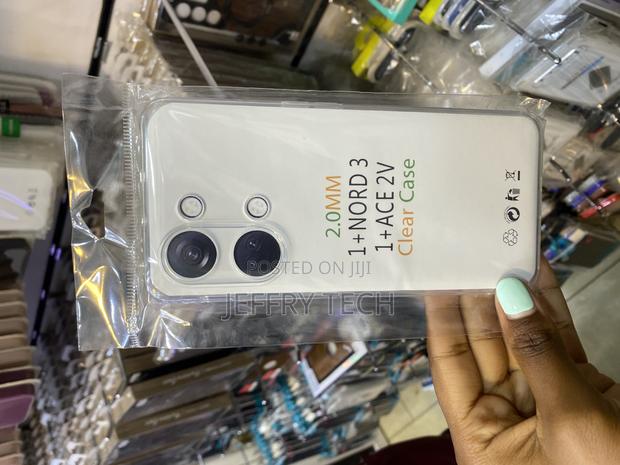 2.0MM
1+NORD 3
1+ACE 2V
Clear Case
POSTED ON JIJI
JEFFRY TECH